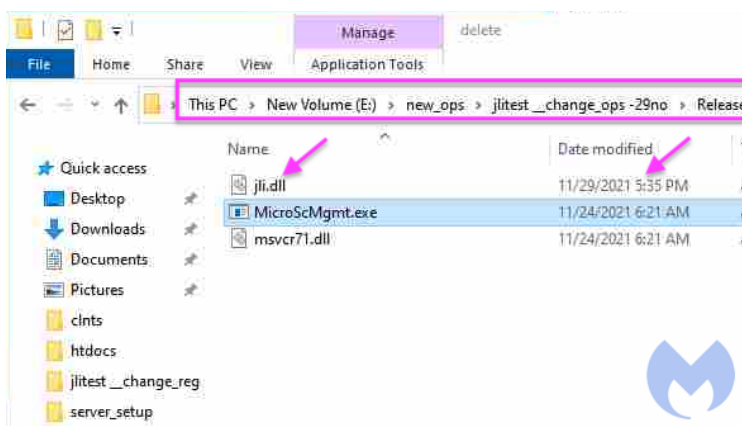 Manage delete
File Home Share View Application Tools
This PC › New Volume (E:) › new_ops › jlitest __change_ops -29no › Release
Name Date modified
Quick access
jli.dll 11/29/2021 5:35 PM
Desktop
MicroScMgmt.exe 11/24/2021 6:21 AM
Downloads
msvcr71.dll 11/24/2021 6:21 AM
Documents
Pictures
clnts
htdocs
jlitest __change_reg
server_setup